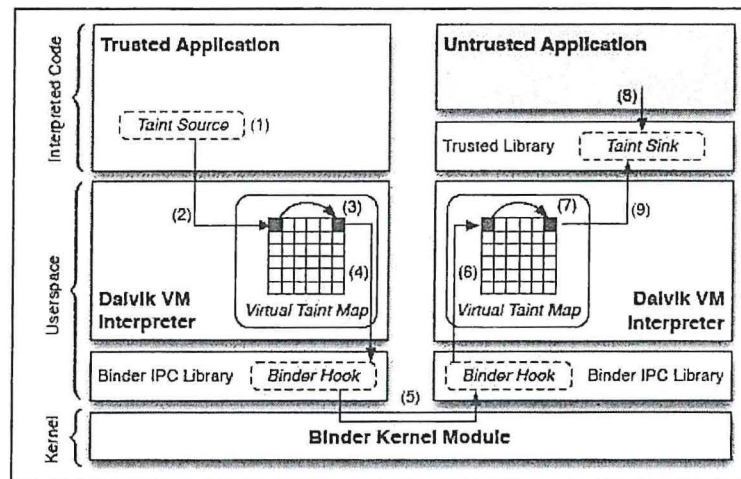 Interpreted Code
Userspace
Kernel
Trusted Application
Taint Source
(1)
(2)
(3)
(4)
Virtual Taint Map
Dalvik VM
Interpreter
Binder IPC Library
Binder Hook
(5)
Untrusted Application
(8)
Trusted Library
Taint Sink
(9)
(7)
(6)
Virtual Taint Map
Dalvik VM
Interpreter
Binder Hook
Binder IPC Library
Binder Kernel Module